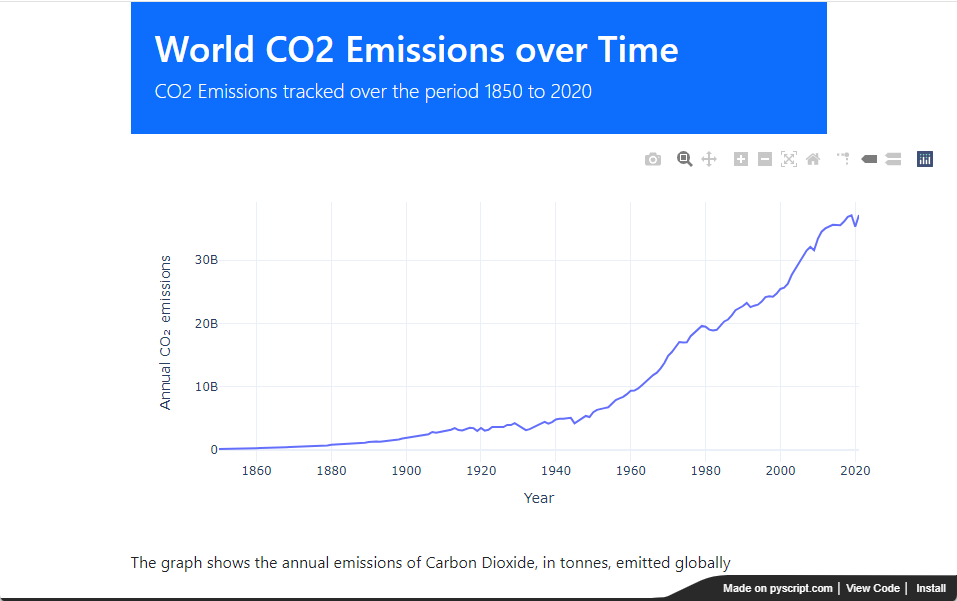 World CO2 Emissions over Time
CO2 Emissions tracked over the period 1850 to 2020
30B
20B
10B
0
Annual CO₂ emissions
1860 1880 1900 1920 1940 1960 1980 2000 2020
Year
The graph shows the annual emissions of Carbon Dioxide, in tonnes, emitted globally
Made on pyscript.com | View Code | Install